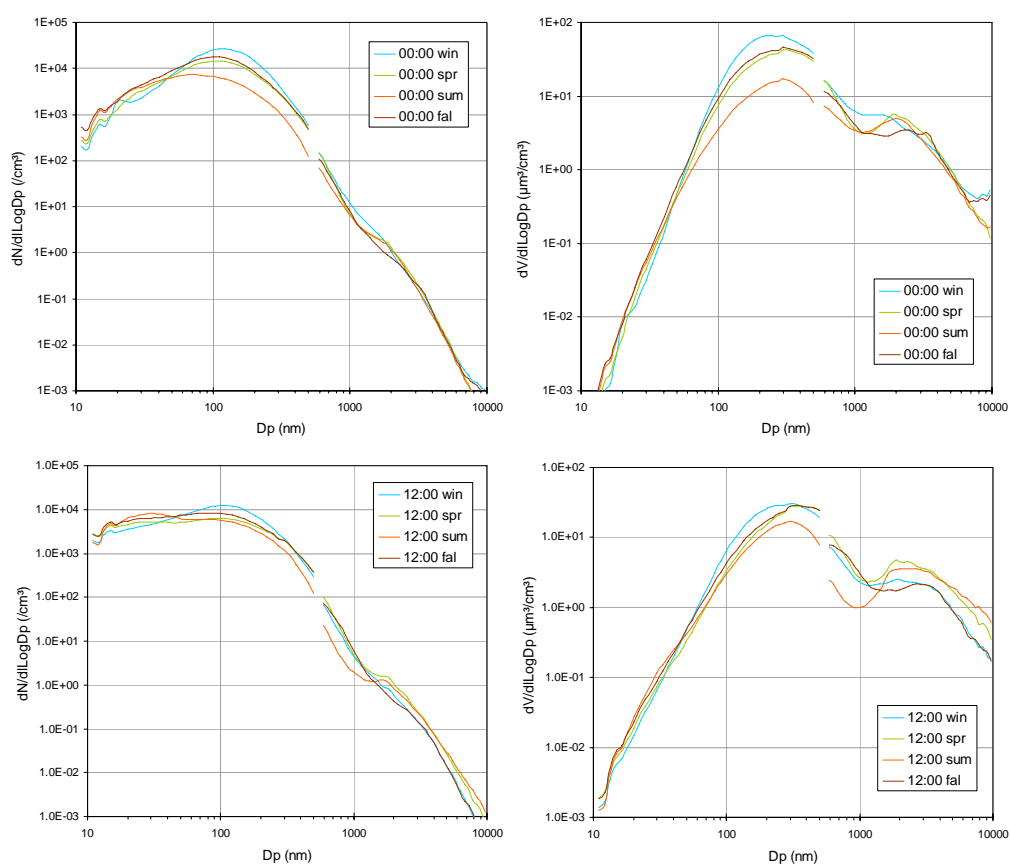 1E+05
1E+04
1E+03
1E+02
1E+01
1E+00
1E-01
1E-02
1E-03
dN/dlLogDp (/cm³)
10 100 1000 10000
Dp (nm)
00:00 win
00:00 spr
00:00 sum
00:00 fal
1E+02
1E+01
1E+00
1E-01
1E-02
1E-03
dV/dlLogDp (µm³/cm³)
10 100 1000 10000
Dp (nm)
00:00 win
00:00 spr
00:00 sum
00:00 fal
1.0E+05
1.0E+04
1.0E+03
1.0E+02
1.0E+01
1.0E+00
1.0E-01
1.0E-02
1.0E-03
dN/dlLogDp (/cm³)
10 100 1000 10000
Dp (nm)
12:00 win
12:00 spr
12:00 sum
12:00 fal
1.0E+02
1.0E+01
1.0E+00
1.0E-01
1.0E-02
1.0E-03
dV/dlLogDp (µm³/cm³)
10 100 1000 10000
Dp (nm)
12:00 win
12:00 spr
12:00 sum
12:00 fal